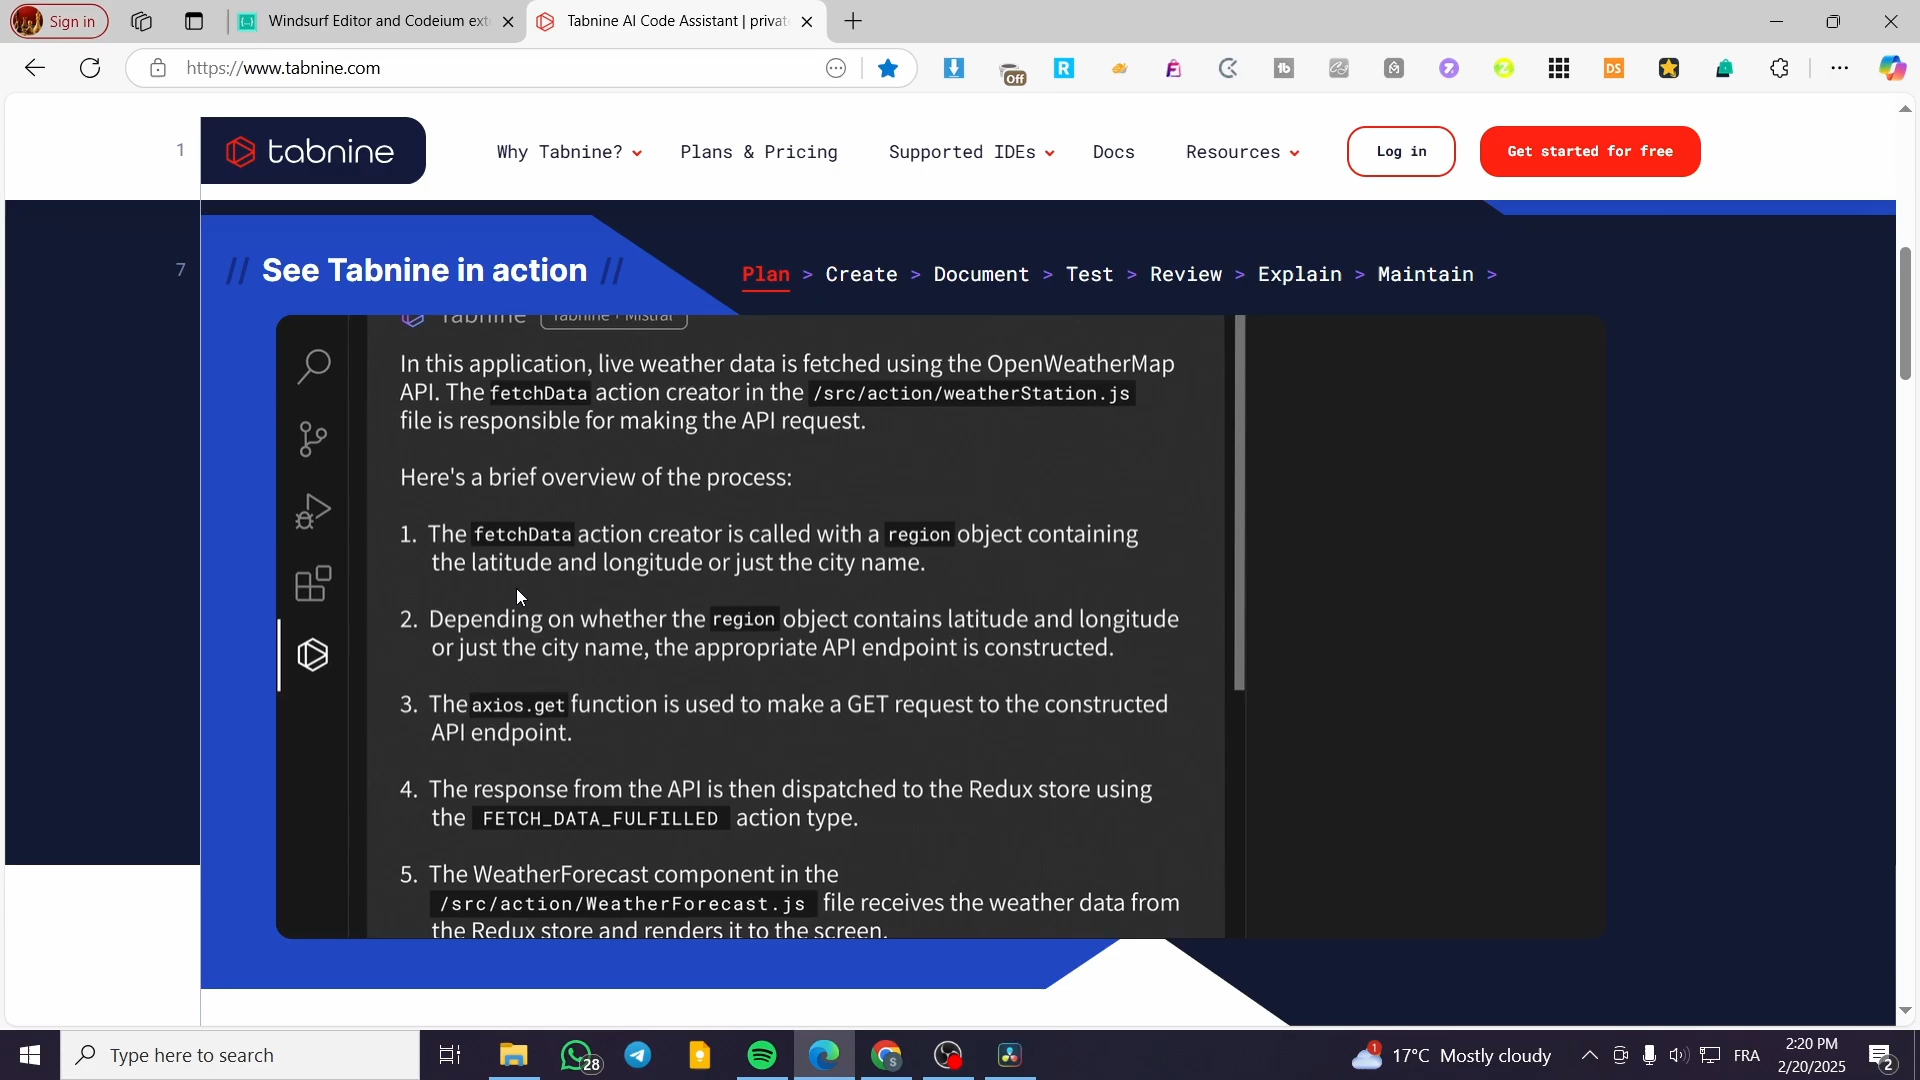 Sign in
Windsurf Editor and Codeium ext
Tabnine AI Code Assistant | privat
https://www.tabnine.com
Off
R
tb
DS
1
tabnine
Why Tabnine?
Plans & Pricing
Supported IDEs
Docs
Resources
Log in
Get started for free
7
// See Tabnine in action //
Plan > Create > Document > Test > Review > Explain > Maintain >
Tabnine
Tabnine + Mistral
In this application, live weather data is fetched using the OpenWeatherMap
API. The fetchData action creator in the /src/action/weatherStation.js
file is responsible for making the API request.
Here's a brief overview of the process:
1. The fetchData action creator is called with a region object containing
the latitude and longitude or just the city name.
2. Depending on whether the region object contains latitude and longitude
or just the city name, the appropriate API endpoint is constructed.
3. The axios.get function is used to make a GET request to the constructed
API endpoint.
4. The response from the API is then dispatched to the Redux store using
the FETCH_DATA_FULFILLED action type.
5. The WeatherForecast component in the
/src/action/WeatherForecast.js file receives the weather data from
the Redux store and renders it to the screen.
Type here to search
28
S
1
17°C Mostly cloudy
FRA
2:20 PM
2/20/2025
2